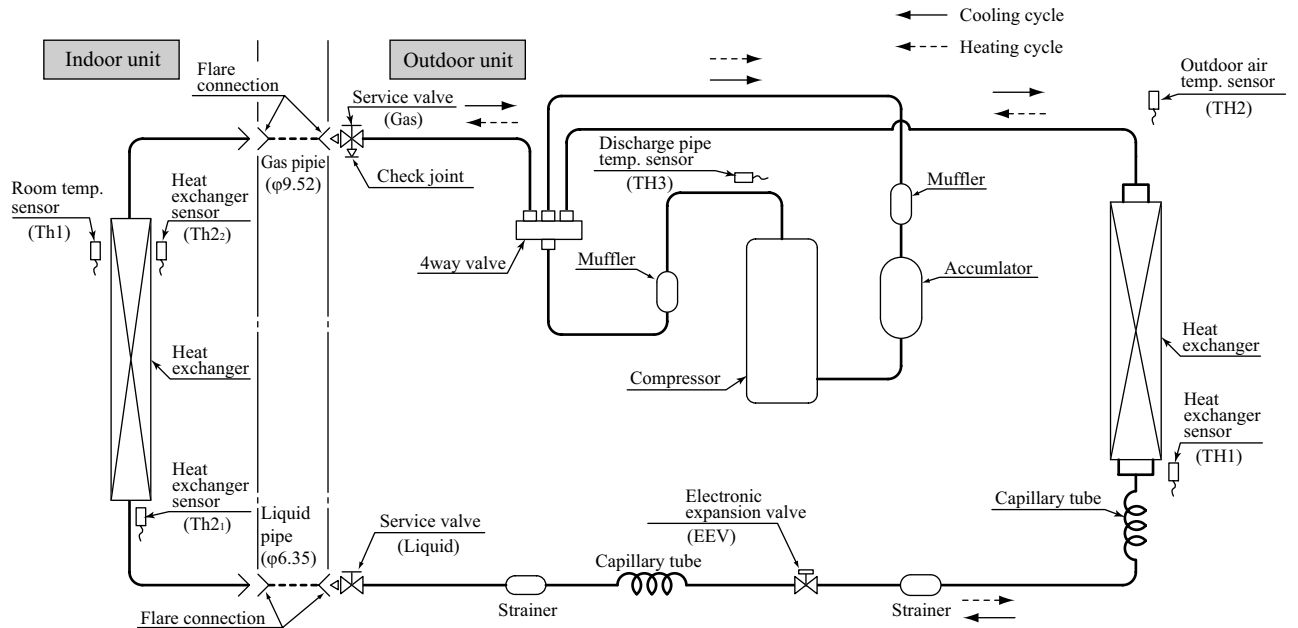 Cooling cycle
Heating cycle
Indoor unit
Outdoor unit
Flare
connection
Service valve
(Gas)
Outdoor air
temp. sensor
(TH2)
Gas pipie
(φ9.52)
Check joint
Discharge pipe
temp. sensor
(TH3)
Muffler
Room temp.
sensor
(Th1)
Heat
exchanger
sensor
(Th2₂)
4way valve
Muffler
Accumlator
Heat
exchanger
Heat
exchanger
Compressor
Heat
exchanger
sensor
(TH1)
Heat
exchanger
sensor
(Th2₁)
Liquid
pipe
(φ6.35)
Service valve
(Liquid)
Electronic
expansion valve
(EEV)
Capillary tube
Capillary tube
Strainer
Strainer
Flare connection